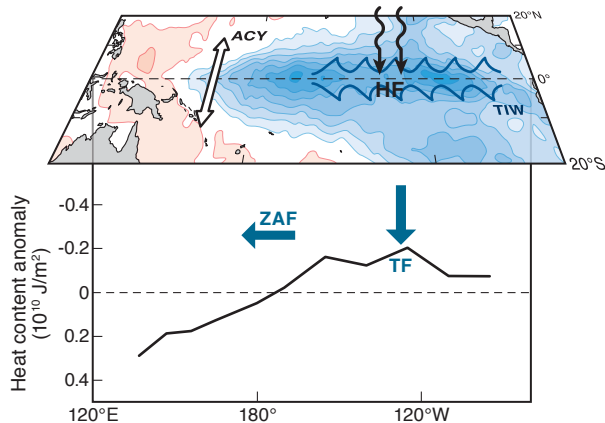 20°N
ACY
HF
0°
TIW
20°S
Heat content anomaly
(10¹⁰ J/m²)
-0.4
-0.2
0
0.2
0.4
ZAF
TF
120°E
180°
120°W